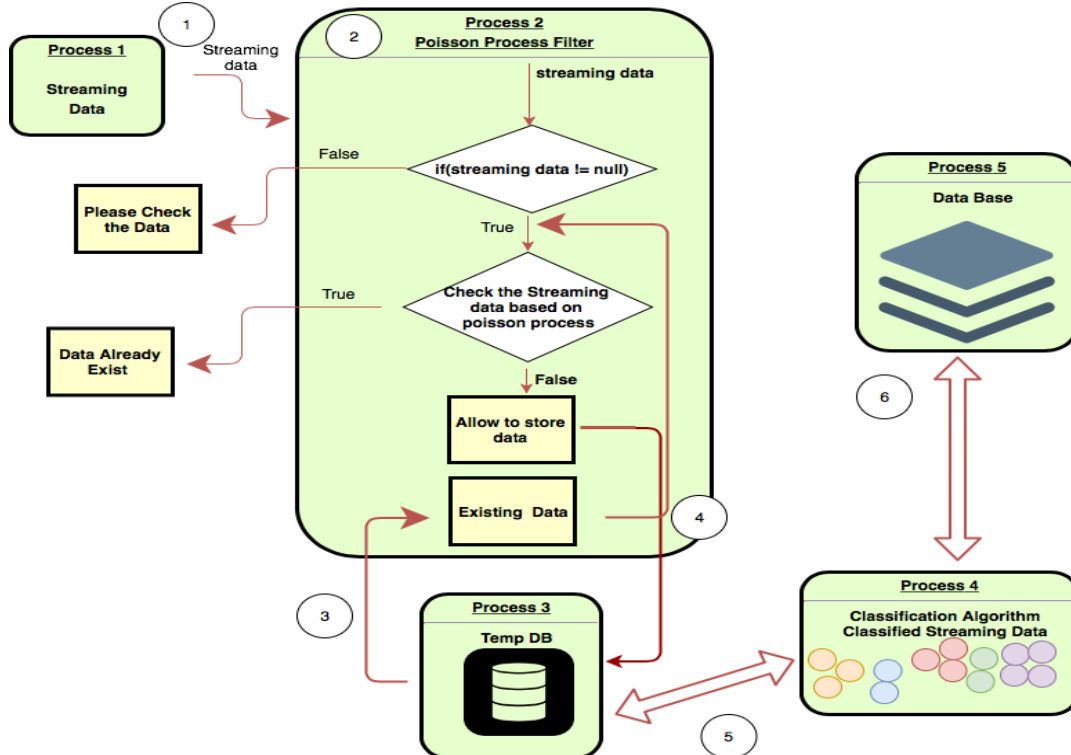 1
Process 1
Streaming
Data
Streaming
data
2
Process 2
Poisson Process Filter
streaming data
if(streaming data != null)
False
Please Check
the Data
True
Check the Streaming
data based on
poisson process
True
Data Already
Exist
False
Allow to store
data
Existing Data
3
4
Process 3
Temp DB
5
Process 4
Classification Algorithm
Classified Streaming Data
6
Process 5
Data Base